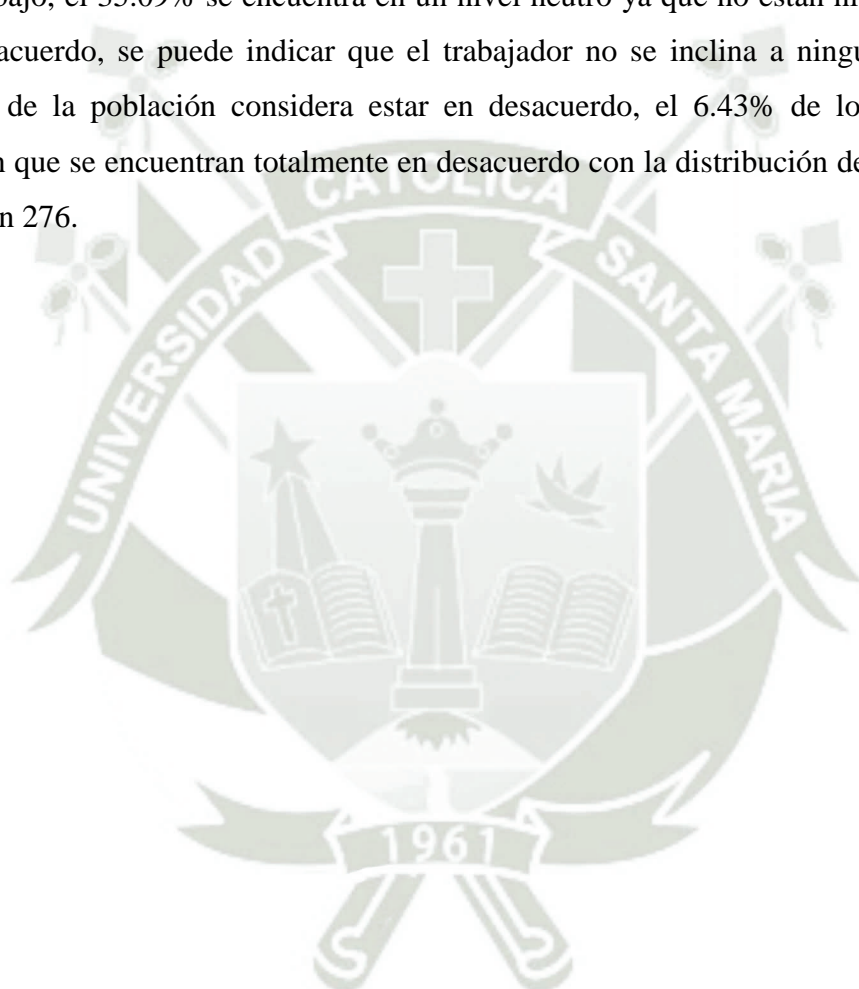 bajo, el 35.09% se encuentra en un nivel neutro ya que no están ni
acuerdo, se puede indicar que el trabajador no se inclina a ningu
de la población considera estar en desacuerdo, el 6.43% de lo
n que se encuentran totalmente en desacuerdo con la distribución de
n 276.
CATOLICA
UNIVERSIDAD
SANTA MARIA
1961